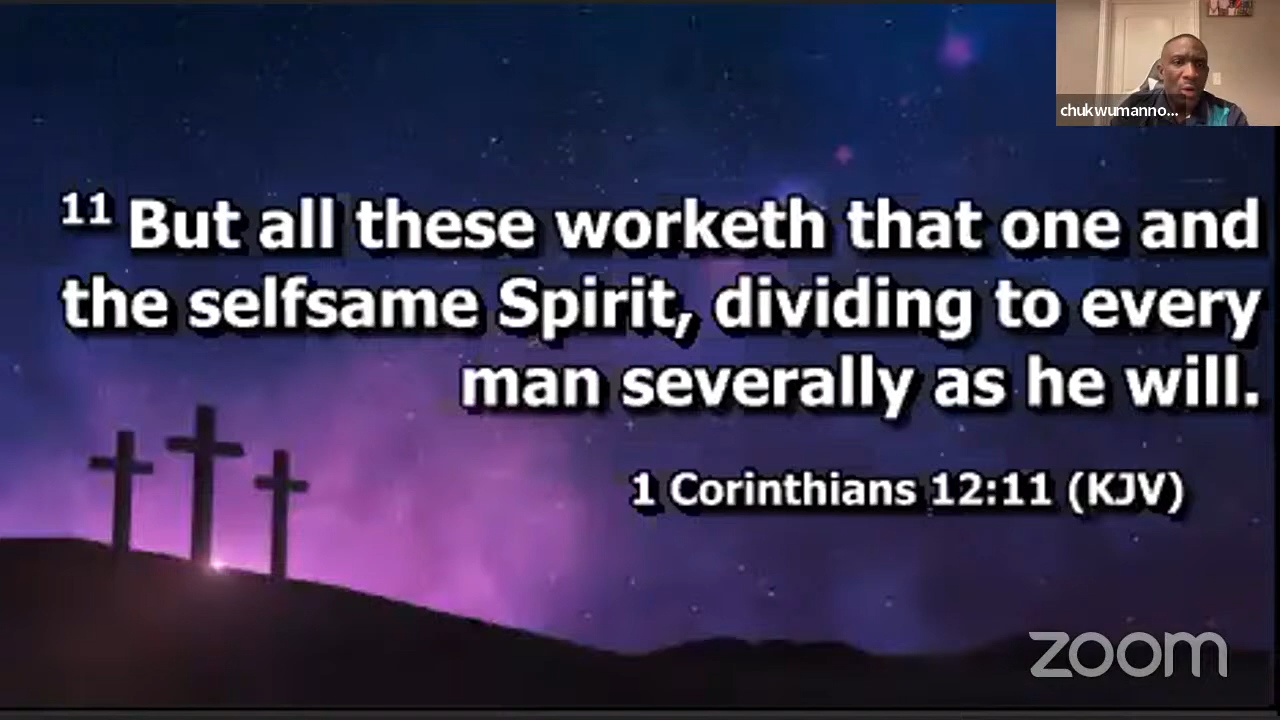 chukwumanno...
11 But all these worketh that one and
the selfsame Spirit, dividing to every
man severally as he will.
1 Corinthians 12:11 (KJV)
zoom